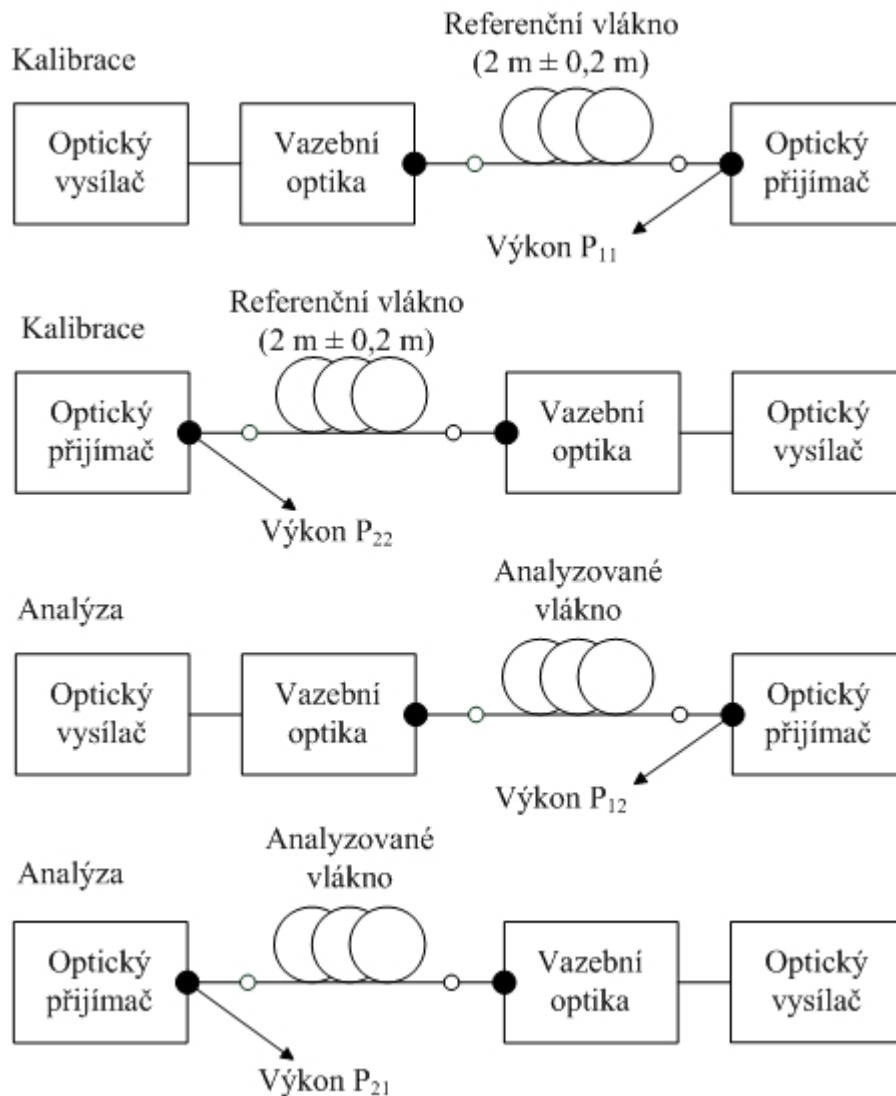 Kalibrace
Referenční vlákno
(2 m ± 0,2 m)
Optický
vysílač
Vazební
optika
Optický
přijímač
Výkon P₁₁
Kalibrace
Referenční vlákno
(2 m ± 0,2 m)
Optický
přijímač
Vazební
optika
Optický
vysílač
Výkon P₂₂
Analýza
Analyzované
vlákno
Optický
vysílač
Vazební
optika
Optický
přijímač
Výkon P₁₂
Analýza
Analyzované
vlákno
Optický
přijímač
Vazební
optika
Optický
vysílač
Výkon P₂₁